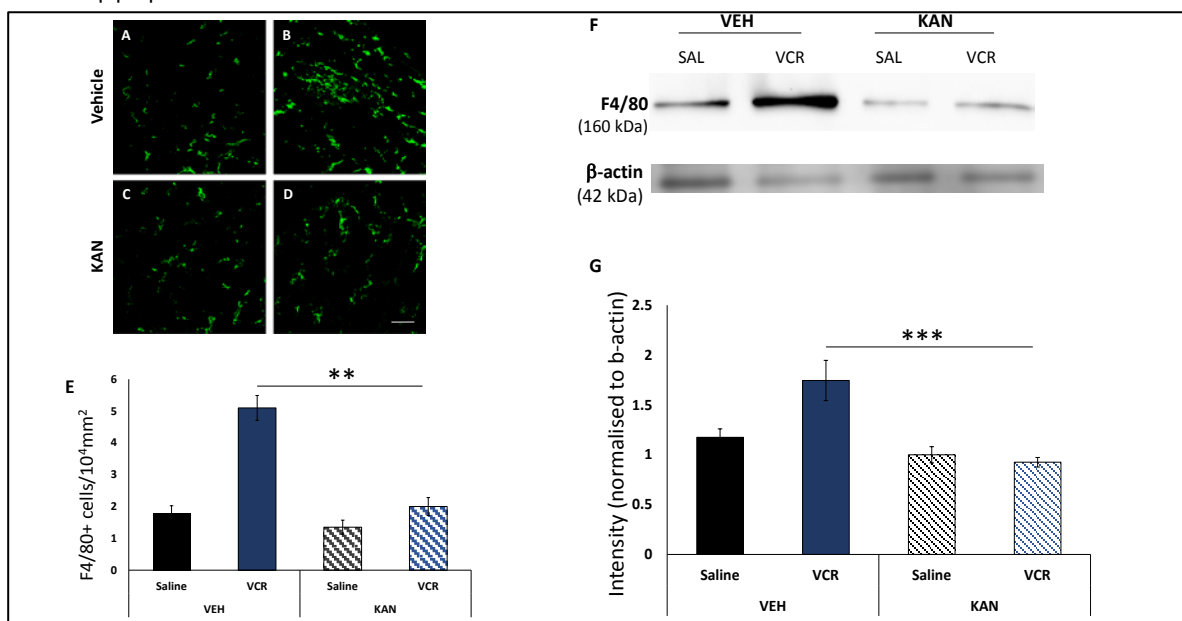 A
B
Vehicle
C
D
KAN
E
F4/80+ cells/10⁴mm²
6
5
4
3
2
1
0
**
Saline
VCR
Saline
VCR
VEH
KAN
F
VEH
KAN
SAL
VCR
SAL
VCR
F4/80
(160 kDa)
β-actin
(42 kDa)
G
Intensity (normalised to b-actin)
2.5
2
1.5
1
0.5
0
***
Saline
VCR
Saline
VCR
VEH
KAN